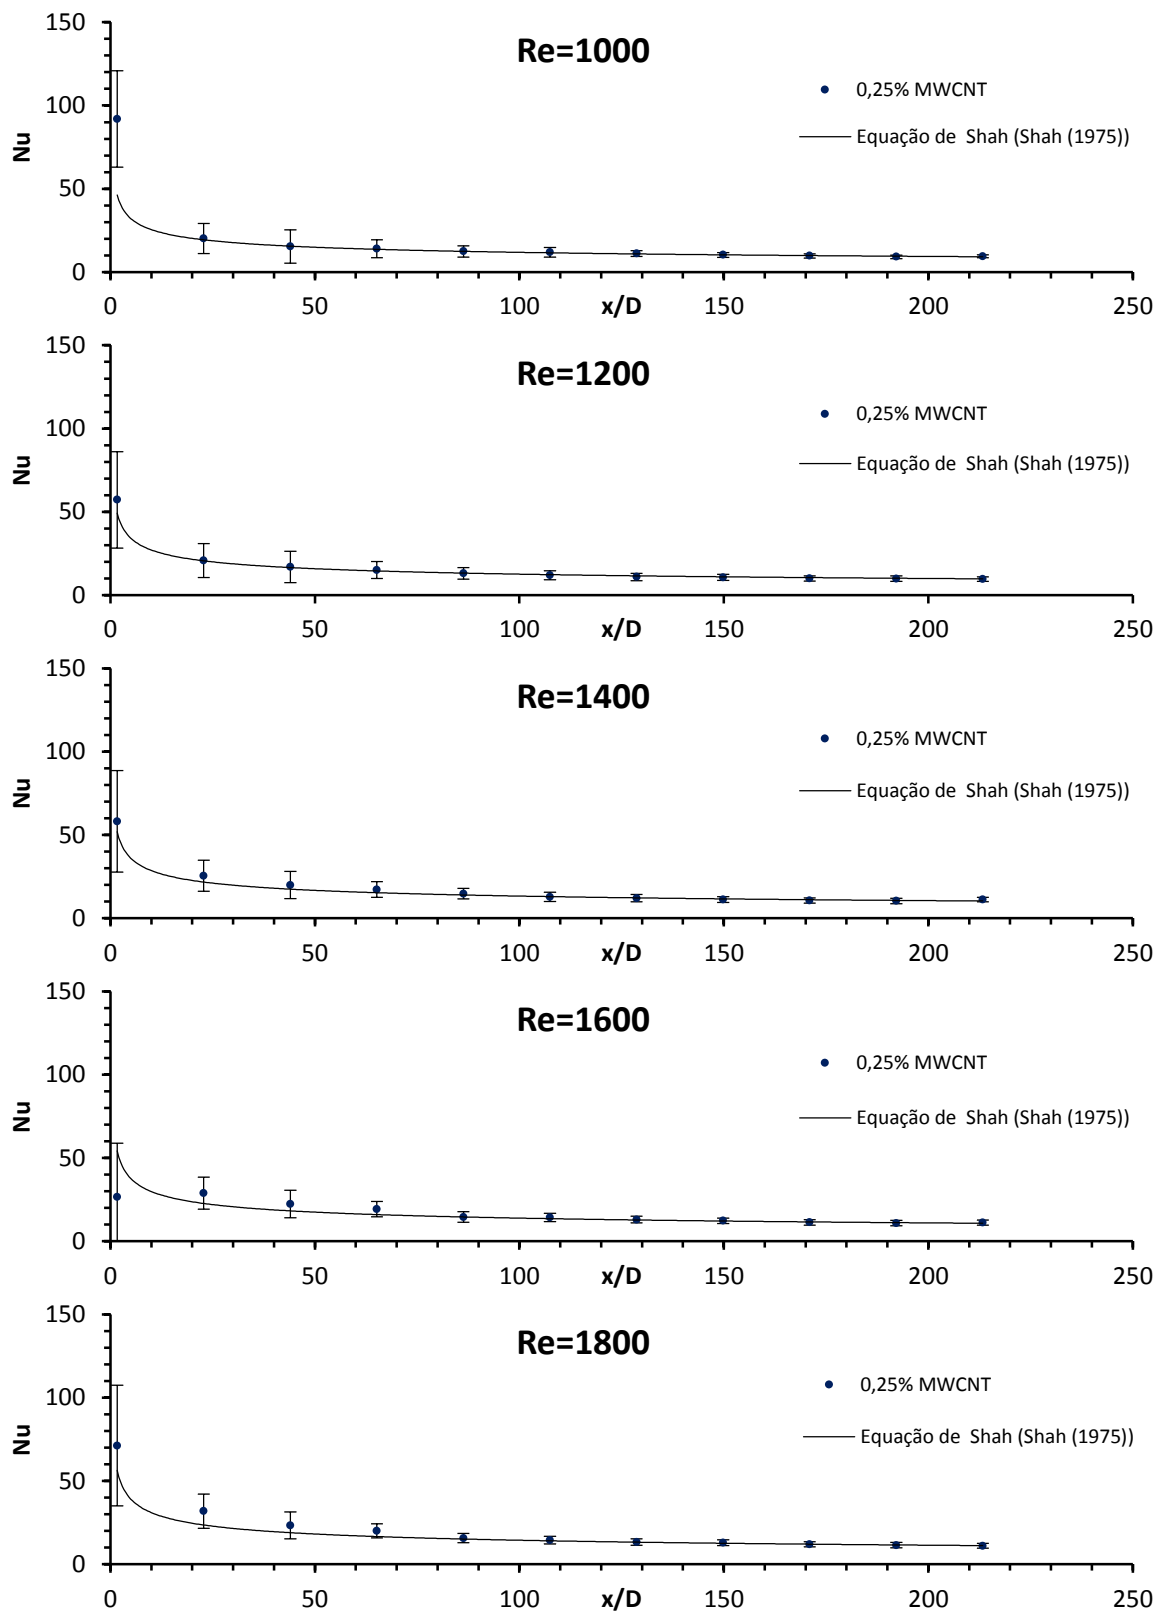 Re=1000
150
100
50
0
Nu
0,25% MWCNT
Equação de Shah (Shah (1975))
0 50 100 x/D 150 200 250
Re=1200
150
100
50
0
Nu
0,25% MWCNT
Equação de Shah (Shah (1975))
0 50 100 x/D 150 200 250
Re=1400
150
100
50
0
Nu
0,25% MWCNT
Equação de Shah (Shah (1975))
0 50 100 x/D 150 200 250
Re=1600
150
100
50
0
Nu
0,25% MWCNT
Equação de Shah (Shah (1975))
0 50 100 x/D 150 200 250
Re=1800
150
100
50
0
Nu
0,25% MWCNT
Equação de Shah (Shah (1975))
0 50 100 x/D 150 200 250